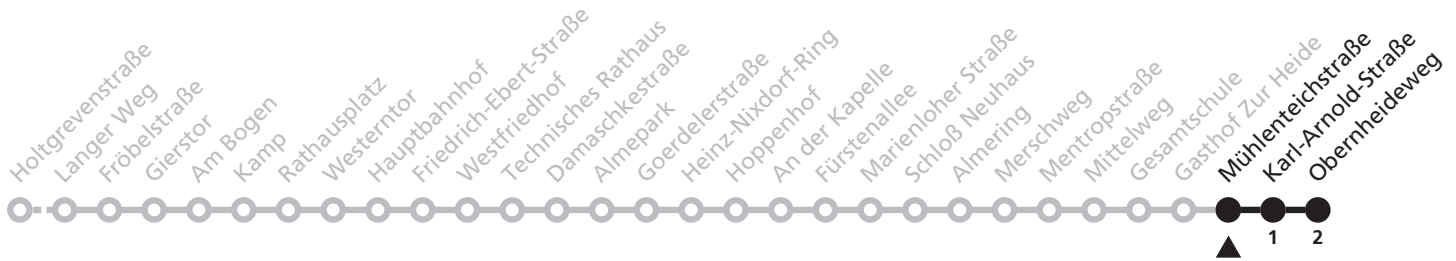 Holtgrevenstraße
Langer Weg
Fröbelstraße
Gierstor
Am Bogen
Kamp
Rathausplatz
Westerntor
Hauptbahnhof
Friedrich-Ebert-Straße
Westfriedhof
Technisches Rathaus
Damaschkestraße
Almepark
Goerdelerstraße
Heinz-Nixdorf-Ring
Hoppenhof
An der Kapelle
Fürstenallee
Marienloher Straße
Schloß Neuhaus
Almering
Merschweg
Mentropstraße
Mittelweg
Gesamtschule
Gasthof Zur Heide
Mühlenteichstraße
Karl-Arnold-Straße
Obernheideweg
1 2